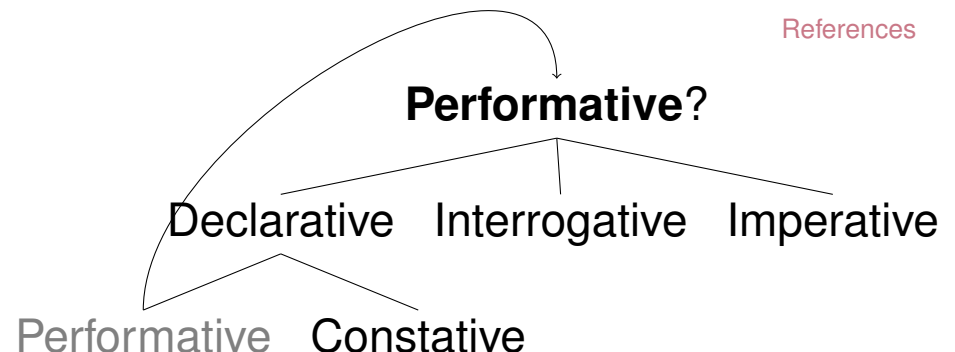 References
Performative?
Declarative Interrogative Imperative
Performative Constative